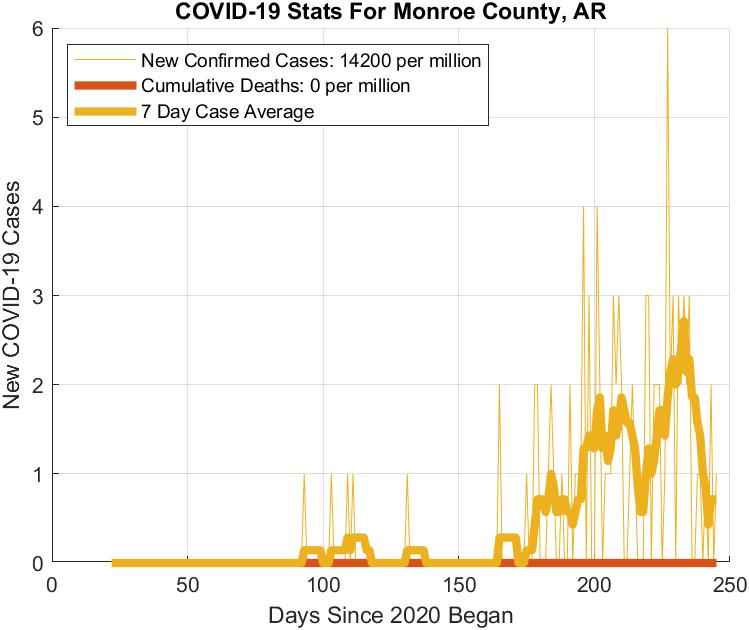 COVID-19 Stats For Monroe County, AR
New Confirmed Cases: 14200 per million
Cumulative Deaths: 0 per million
7 Day Case Average
New COVID-19 Cases
6
5
4
3
2
1
0
0 50 100 150 200 250
Days Since 2020 Began